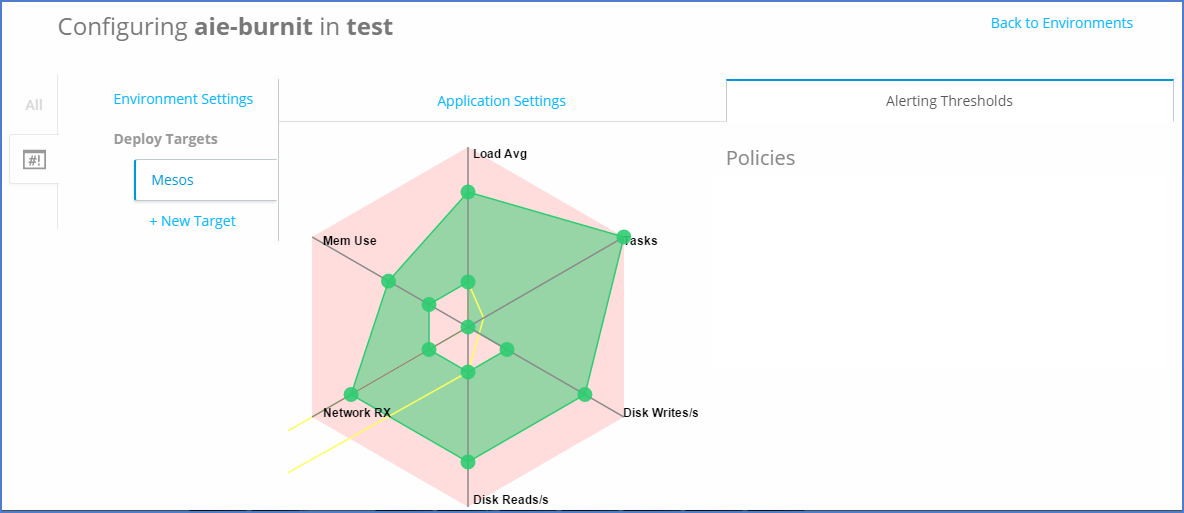 Configuring aie-burnit in test
Back to Environments
All
Environment Settings
Application Settings
Alerting Thresholds
Deploy Targets
#!
Mesos
+ New Target
Policies
Load Avg
Mem Use
Tasks
Network RX
Disk Writes/s
Disk Reads/s